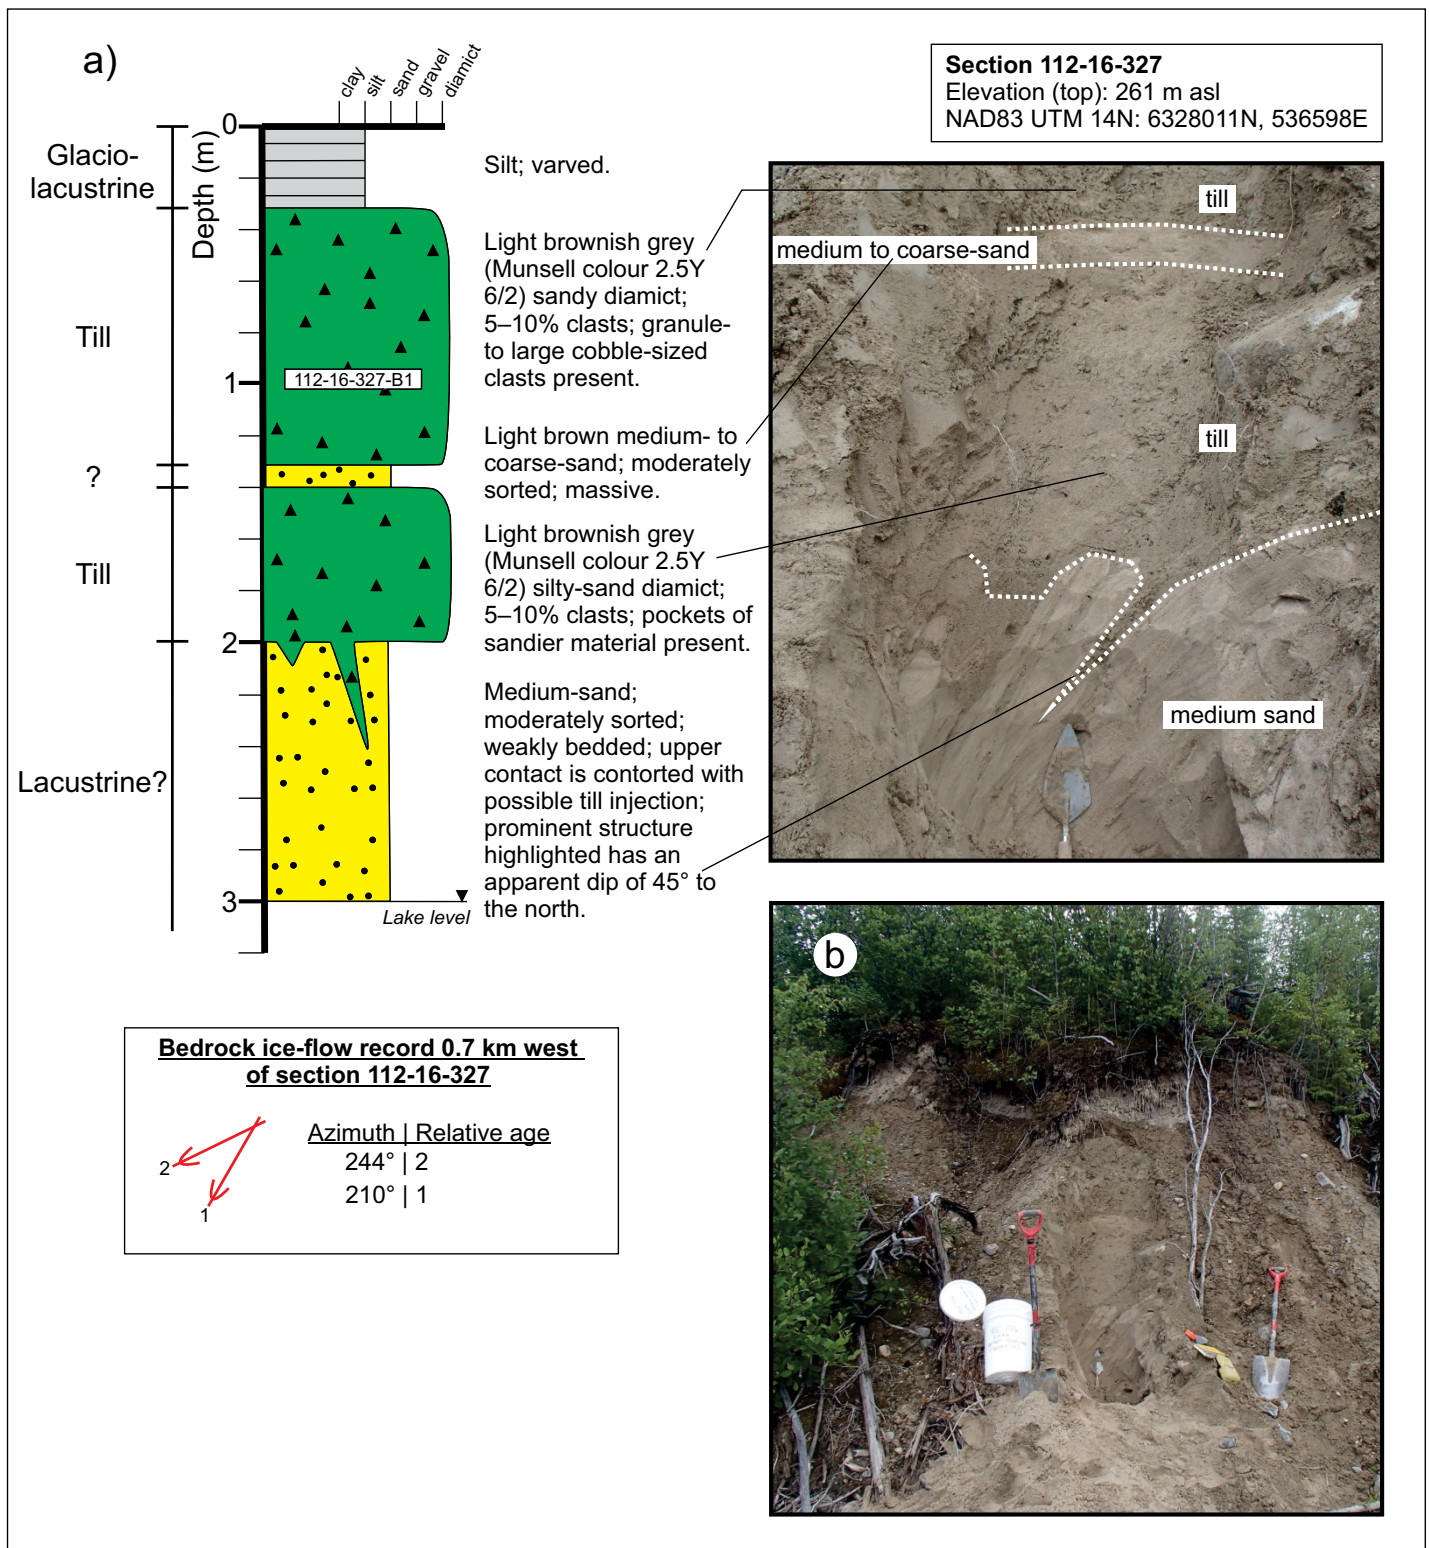 a)
clay
silt
sand
gravel
diamict
Section 112-16-327
Elevation (top): 261 m asl
NAD83 UTM 14N: 6328011N, 536598E
Depth (m)
0
1
2
3
Glacio-
lacustrine
Till
?
Till
Lacustrine?
112-16-327-B1
Lake level
Silt; varved.
Light brownish grey
(Munsell colour 2.5Y
6/2) sandy diamict;
5–10% clasts; granule-
to large cobble-sized
clasts present.
Light brown medium- to
coarse-sand; moderately
sorted; massive.
Light brownish grey
(Munsell colour 2.5Y
6/2) silty-sand diamict;
5–10% clasts; pockets of
sandier material present.
Medium-sand;
moderately sorted;
weakly bedded; upper
contact is contorted with
possible till injection;
prominent structure
highlighted has an
apparent dip of 45° to
the north.
till
medium to coarse-sand
till
medium sand
b
Bedrock ice-flow record 0.7 km west
of section 112-16-327
Azimuth | Relative age
244° | 2
210° | 1
2
1